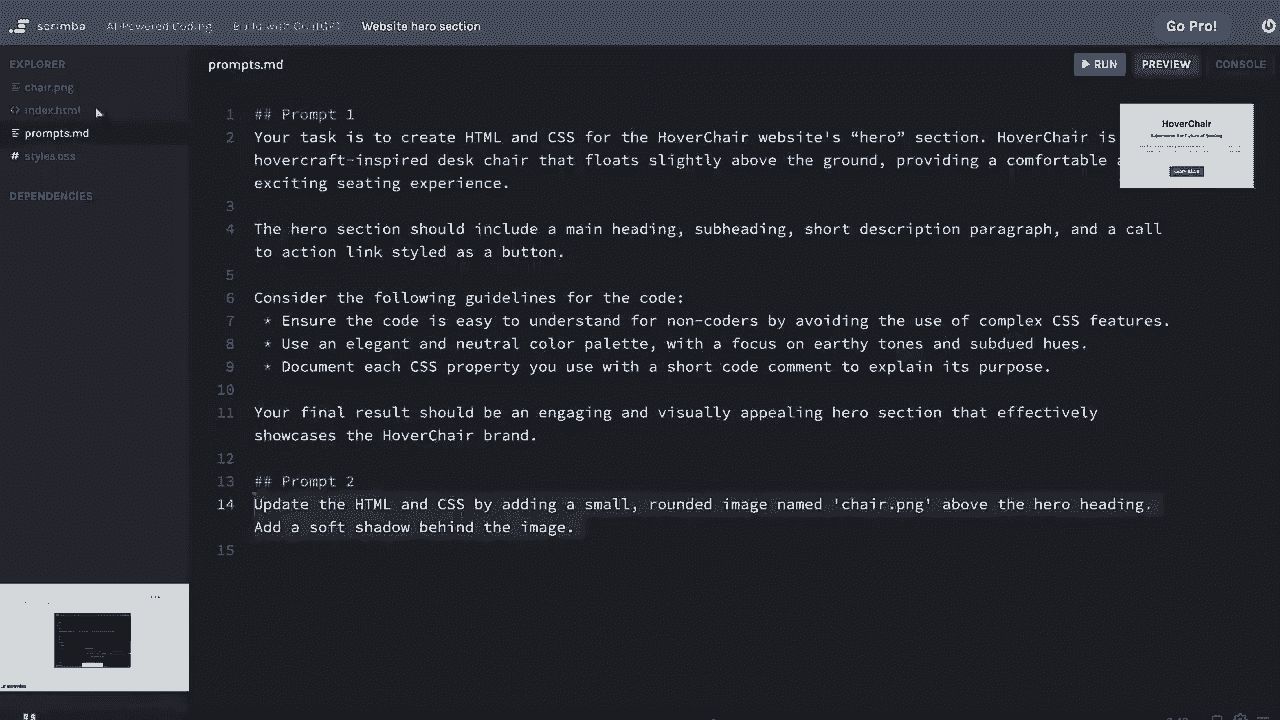 scrimba
AI-Powered Coding
Build with ChatGPT
Website hero section
Go Pro!
EXPLORER
chair.png
index.html
prompts.md
styles.css
DEPENDENCIES
prompts.md
RUN
PREVIEW
CONSOLE
1 ## Prompt 1
2 Your task is to create HTML and CSS for the HoverChair website's “hero” section. HoverChair is
hovercraft-inspired desk chair that floats slightly above the ground, providing a comfortable
exciting seating experience.
3
4 The hero section should include a main heading, subheading, short description paragraph, and a call
to action link styled as a button.
5
6 Consider the following guidelines for the code:
7 * Ensure the code is easy to understand for non-coders by avoiding the use of complex CSS features.
8 * Use an elegant and neutral color palette, with a focus on earthy tones and subdued hues.
9 * Document each CSS property you use with a short code comment to explain its purpose.
10
11 Your final result should be an engaging and visually appealing hero section that effectively
showcases the HoverChair brand.
12
13 ## Prompt 2
14 Update the HTML and CSS by adding a small, rounded image named 'chair.png' above the hero heading.
Add a soft shadow behind the image.
15
HoverChair